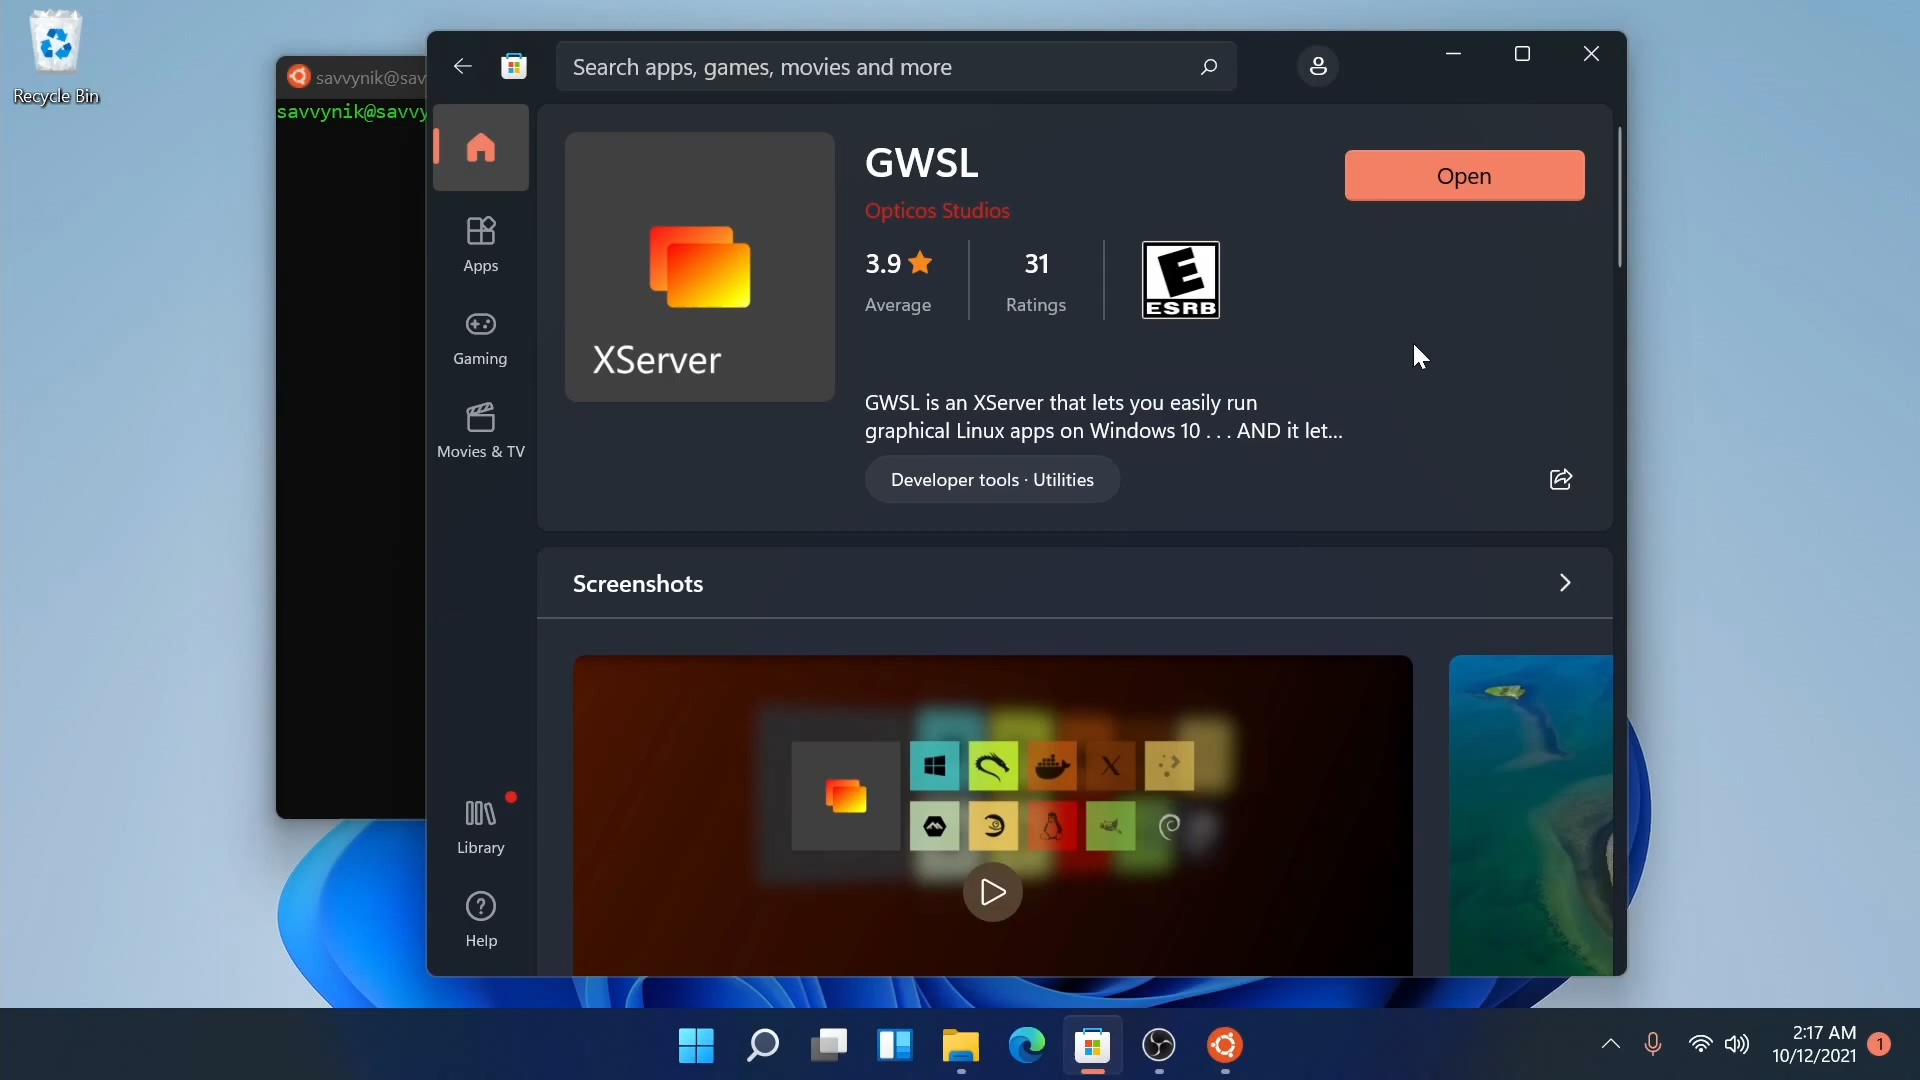 Recycle Bin
savvynik@sav
savvynik@savvy
Search apps, games, movies and more
Apps
Gaming
Movies & TV
Library
Help
XServer
GWSL
Opticos Studios
Open
3.9
Average
31
Ratings
E
ESRB
GWSL is an XServer that lets you easily run
graphical Linux apps on Windows 10 . . . AND it let...
Developer tools · Utilities
Screenshots
X
2:17 AM
10/12/2021
1